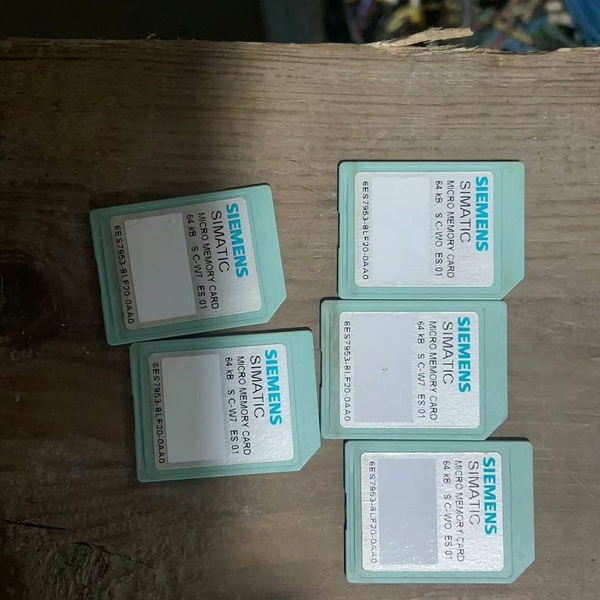 SIEMENS
SIMATIC
MICRO MEMORY CARD
64 kB S C-W7 ES:01
6ES7953-8LF20-0AA0
SIEMENS
SIMATIC
MICRO MEMORY CARD
64 kB S C-WO ES:01
6ES7953-8LF20-0AA0
SIEMENS
SIMATIC
MICRO MEMORY CARD
64 kB S C-W7 ES:01
6ES7953-8LF20-0AA0
SIEMENS
SIMATIC
MICRO MEMORY CARD
64 kB S C-W7 ES:01
6ES7953-8LF20-0AA0
SIEMENS
SIMATIC
MICRO MEMORY CARD
64 kB S C-WO ES:01
6ES7953-8LF20-0AA0